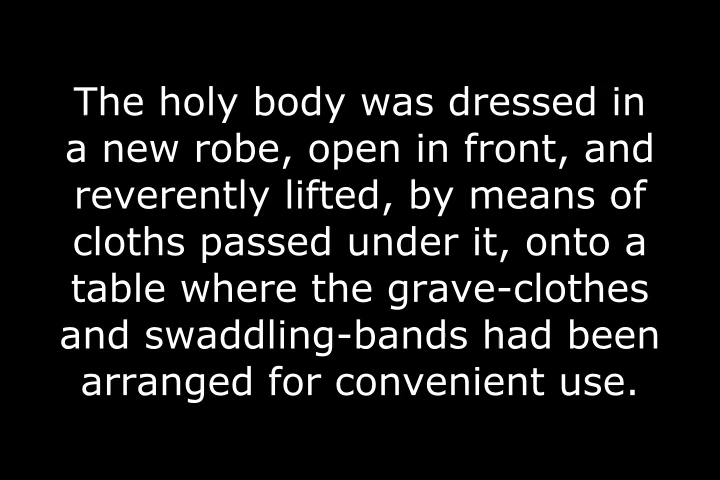 The holy body was dressed in
a new robe, open in front, and
reverently lifted, by means of
cloths passed under it, onto a
table where the grave-clothes
and swaddling-bands had been
arranged for convenient use.